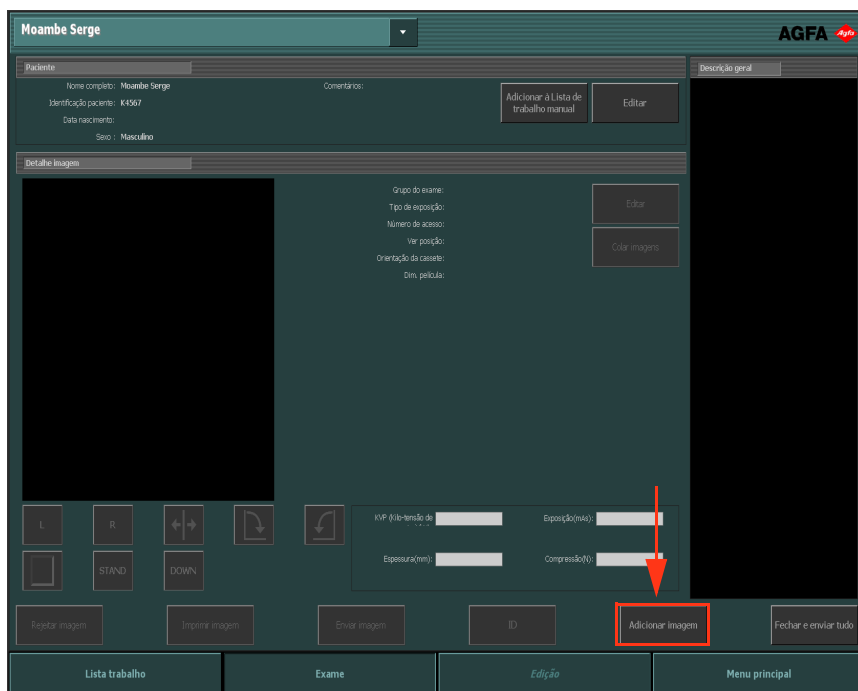 Moambe Serge
AGFA
Agfa
Paciente
Nome completo: Moambe Serge
Identificação paciente: K4567
Data nascimento:
Sexo : Masculino
Comentários:
Adicionar à Lista de
trabalho manual
Editar
Descrição geral
Detalhe imagem
Grupo do exame:
Tipo de exposição:
Número de acesso:
Ver posição:
Orientação da cassete:
Dim. película:
Editar
Colar imagens
L
R
STAND
DOWN
KVP (Kilo-tensão de
Exposição(mAs):
Espessura(mm):
Compressão(N):
Rejeitar imagem
Imprimir imagem
Enviar imagem
ID
Adicionar imagem
Fechar e enviar tudo
Lista trabalho
Exame
Edição
Menu principal